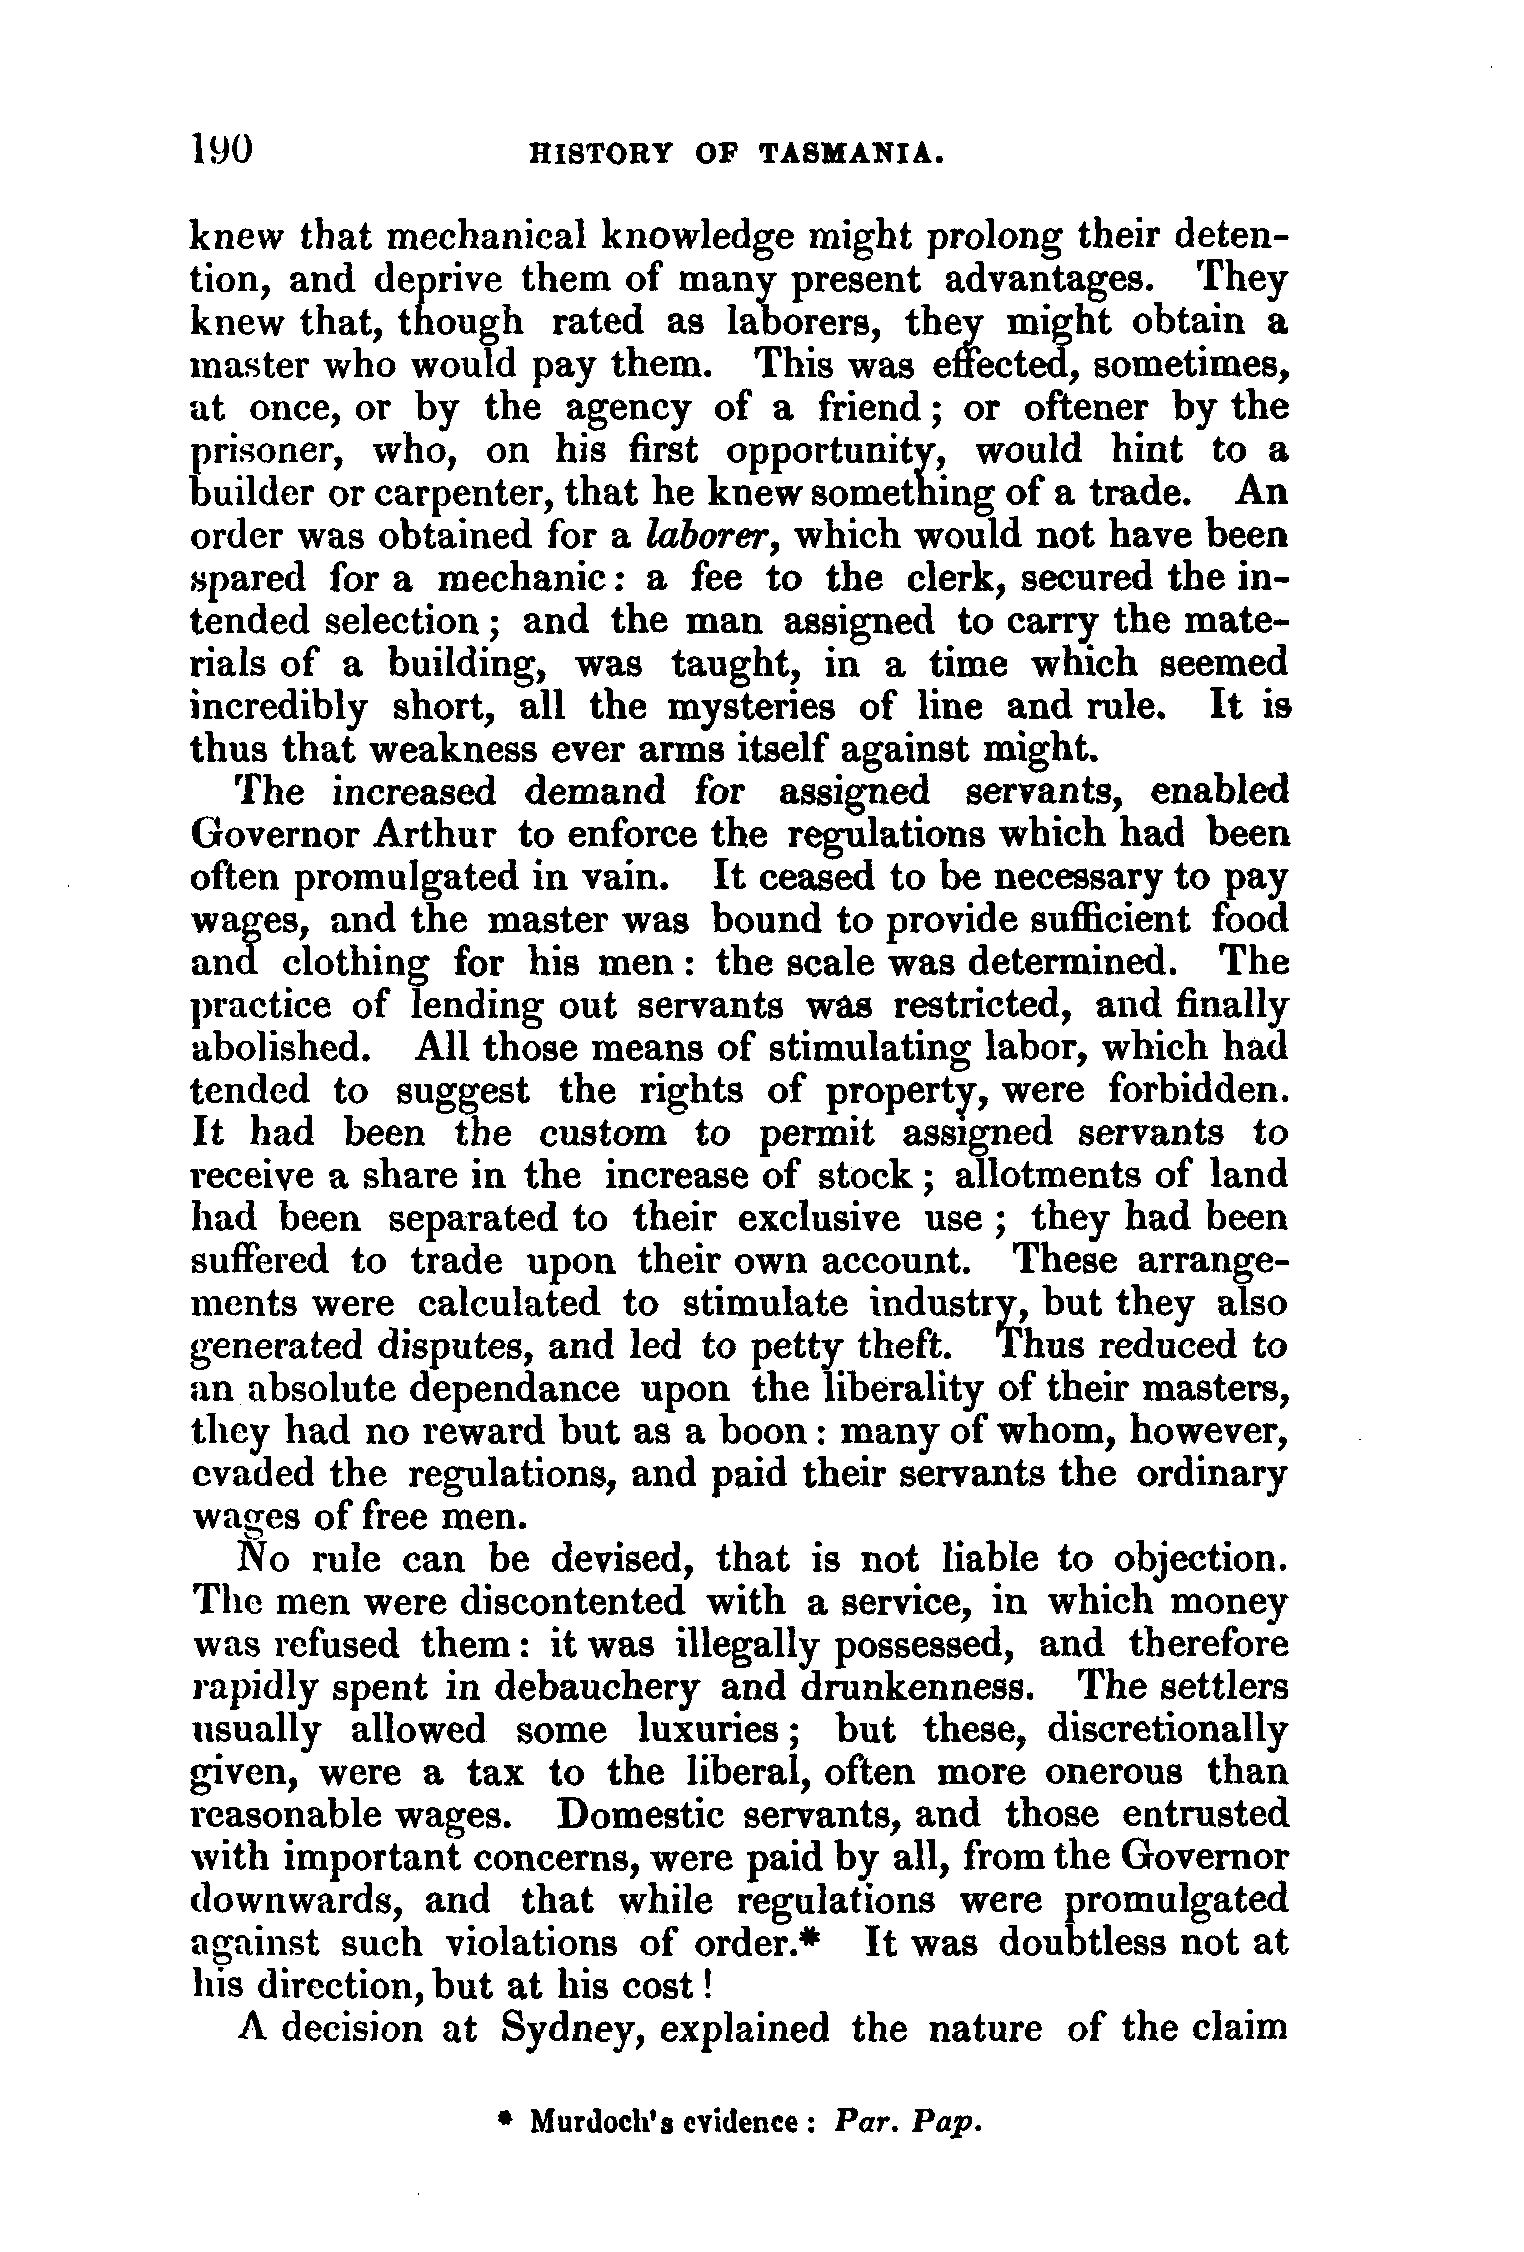 190 HISTORY OF TASMANIA.
knew that mechanical knowledge might prolong their deten-
tion, and deprive them of many present advantages. They
knew that, though rated as laborers, they might obtain a
master who would pay them. This was effected, sometimes,
at once, or by the agency of a friend; or oftener by the
prisoner, who, on his first opportunity, would hint to a
builder or carpenter, that he knew something of a trade. An
order was obtained for a laborer, which would not have been
spared for a mechanic: a fee to the clerk, secured the in-
tended selection; and the man assigned to carry the mate-
rials of a building, was taught, in a time which seemed
incredibly short, all the mysteries of line and rule. It is
thus that weakness ever arms itself against might.
The increased demand for assigned servants, enabled
Governor Arthur to enforce the regulations which had been
often promulgated in vain. It ceased to be necessary to pay
wages, and the master was bound to provide sufficient food
and clothing for his men: the scale was determined. The
practice of lending out servants was restricted, and finally
abolished. All those means of stimulating labor, which had
tended to suggest the rights of property, were forbidden.
It had been the custom to permit assigned servants to
receive a share in the increase of stock; allotments of land
had been separated to their exclusive use; they had been
suffered to trade upon their own account. These arrange-
ments were calculated to stimulate industry, but they also
generated disputes, and led to petty theft. Thus reduced to
an absolute dependance upon the liberality of their masters,
they had no reward but as a boon: many of whom, however,
evaded the regulations, and paid their servants the ordinary
wages of free men.
No rule can be devised, that is not liable to objection.
The men were discontented with a service, in which money
was refused them: it was illegally possessed, and therefore
rapidly spent in debauchery and drunkenness. The settlers
usually allowed some luxuries; but these, discretionally
given, were a tax to the liberal, often more onerous than
reasonable wages. Domestic servants, and those entrusted
with important concerns, were paid by all, from the Governor
downwards, and that while regulations were promulgated
against such violations of order.* It was doubtless not at
his direction, but at his cost!
A decision at Sydney, explained the nature of the claim
* Murdoch's evidence: Par. Pap.